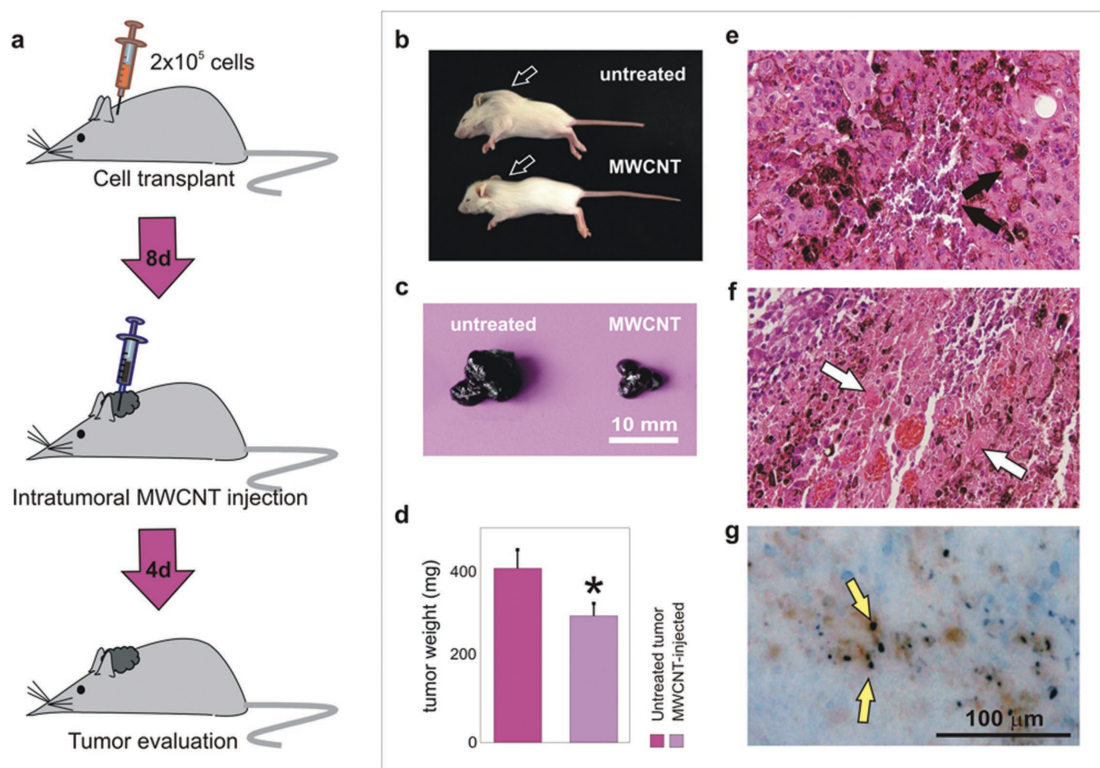 a
2x10⁵ cells
Cell transplant
8d
Intratumoral MWCNT injection
4d
Tumor evaluation
b
untreated
MWCNT
c
untreated
MWCNT
10 mm
d
tumor weight (mg)
400
200
0
*
Untreated tumor
MWCNT-injected
e
f
g
100 µm